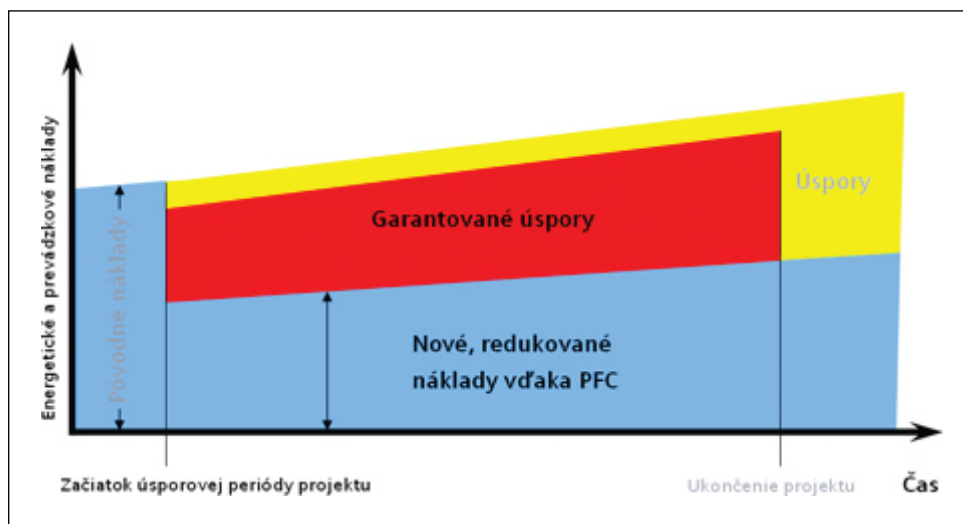 Energetické a prevádzkové náklady
Pôvodné náklady
Garantované úspory
Úspory
Nové, redukované
náklady vďaka PFC
Začiatok úsporovej periódy projektu
Ukončenie projektu
Čas